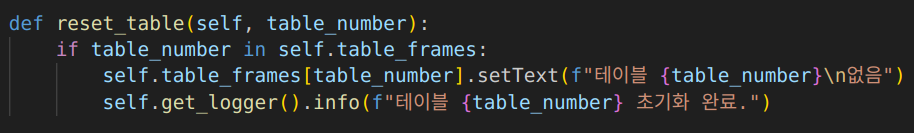 def reset_table(self, table_number):
    if table_number in self.table_frames:
        self.table_frames[table_number].setText(f"테이블 {table_number}\n없음")
        self.get_logger().info(f"테이블 {table_number} 초기화 완료.")